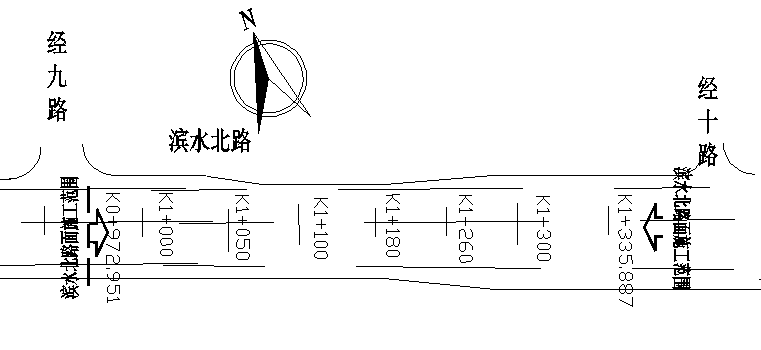 N
经九路
经十路
滨水北路
滨水北路面施工范围
K0+972.951
K1+000
K1+050
K1+100
K1+180
K1+260
K1+300
K1+335.887
滨水北路面施工范围